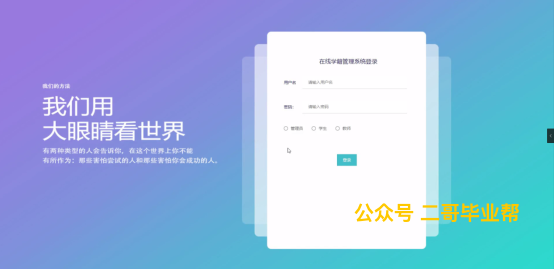 我们的方法
我们用
大眼睛看世界
有两种类型的人会告诉你，在这个世界上你不能
有所作为：那些害怕尝试的人和那些害怕你会成功的人。
在线学籍管理系统登录
用户名 请输入用户名
密码 请输入密码
管理员 学生 教师
登录
公众号 二哥毕业帮